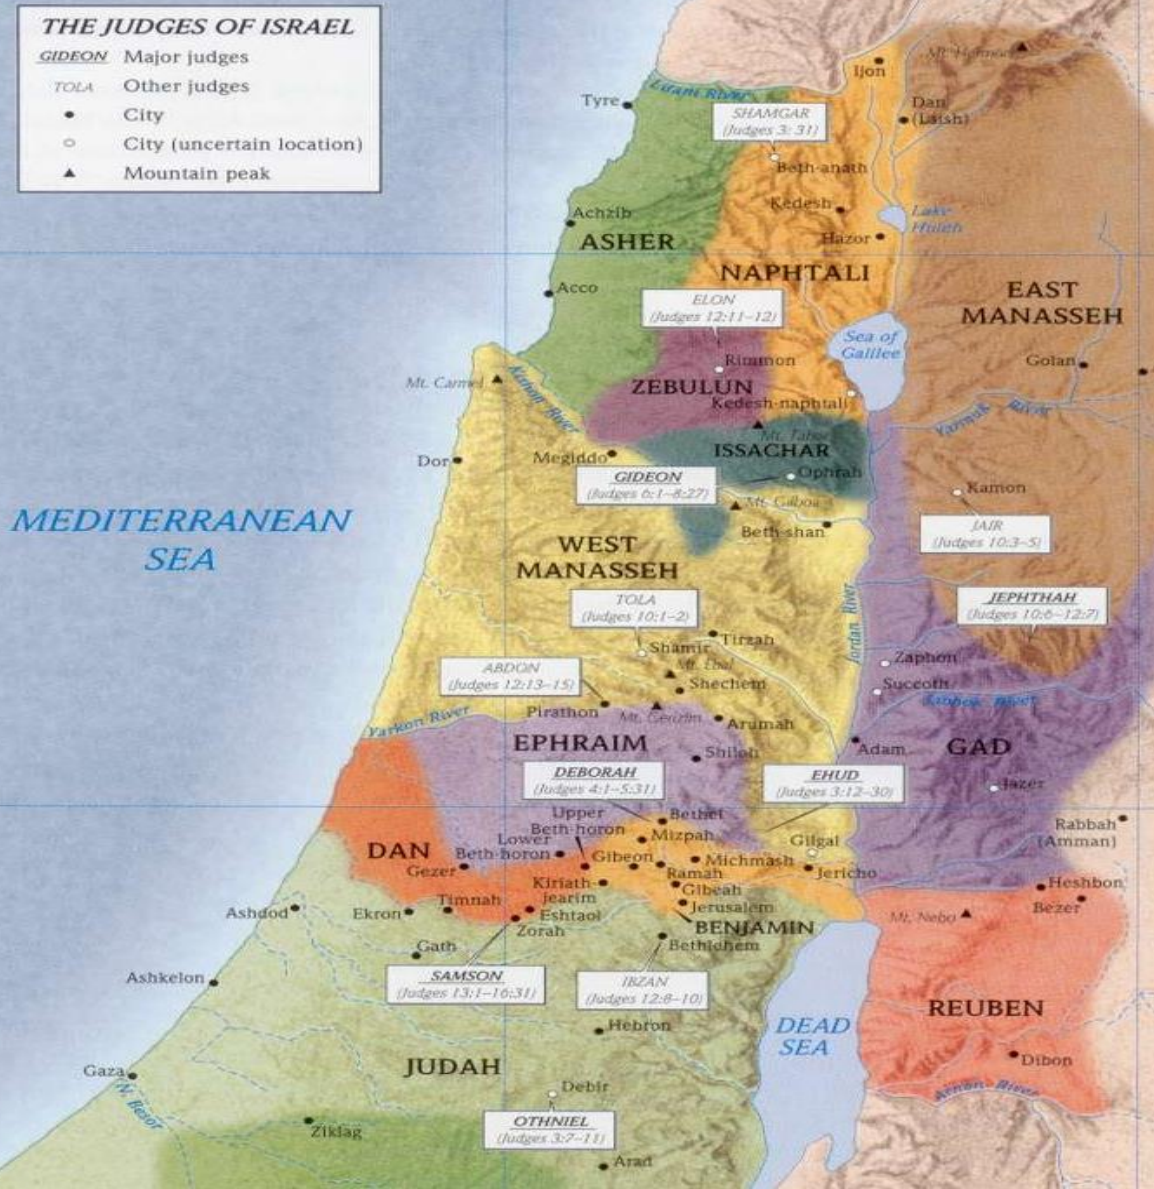 THE JUDGES OF ISRAEL
GIDEON Major judges
TOLA Other judges
City
City (uncertain location)
Mountain peak
Mt. Hermon
Ijon
Litani River
Tyre
Dan
(Laish)
SHAMGAR
(Judges 3: 31)
Beth-anath
Kedesh
Achzib
Lake
Huleh
ASHER
Hazor
NAPHTALI
Acco
EAST
MANASSEH
ELON
(Judges 12:11–12)
Sea of
Galilee
Rimmon
Golan
Mt. Carmel
Kishon River
ZEBULUN
Kedesh-naphtali
Yarmuk River
Mt. Tabor
ISSACHAR
Dor
Megiddo
Ophrah
GIDEON
(Judges 6:1–8:27)
Kamon
Mt. Gilboa
MEDITERRANEAN
SEA
Beth-shan
JAIR
(Judges 10:3–5)
WEST
MANASSEH
Jordan River
TOLA
(Judges 10:1–2)
JEPHTHAH
(Judges 10:6–12:7)
Tirzah
Shamir
Zaphon
Mt. Ebal
ABDON
(Judges 12:13–15)
Shechem
Succoth
Jabbok River
Pirathon
Mt. Gerizim
Arumah
Yarkon River
EPHRAIM
Shiloh
Adam
GAD
DEBORAH
(Judges 4:1–5:31)
EHUD
(Judges 3:12–30)
Jazer
Upper
Beth-horon
Bethel
Mizpah
Rabbah
(Amman)
Lower
Beth-horon
Gilgal
DAN
Gibeon
Michmash
Gezer
Ramah
Jericho
Kiriath-
jearim
Gibeah
Heshbon
Timnah
Jerusalem
Bezer
Ashdod
Ekron
Eshtaol
Zorah
Mt. Nebo
BENJAMIN
Gath
Bethlehem
Ashkelon
SAMSON
(Judges 13:1–16:31)
IBZAN
(Judges 12:8–10)
REUBEN
Hebron
DEAD
SEA
JUDAH
Dibon
Gaza
Debir
Arnon River
N. Besor
OTHNIEL
(Judges 3:7–11)
Ziklag
Arad